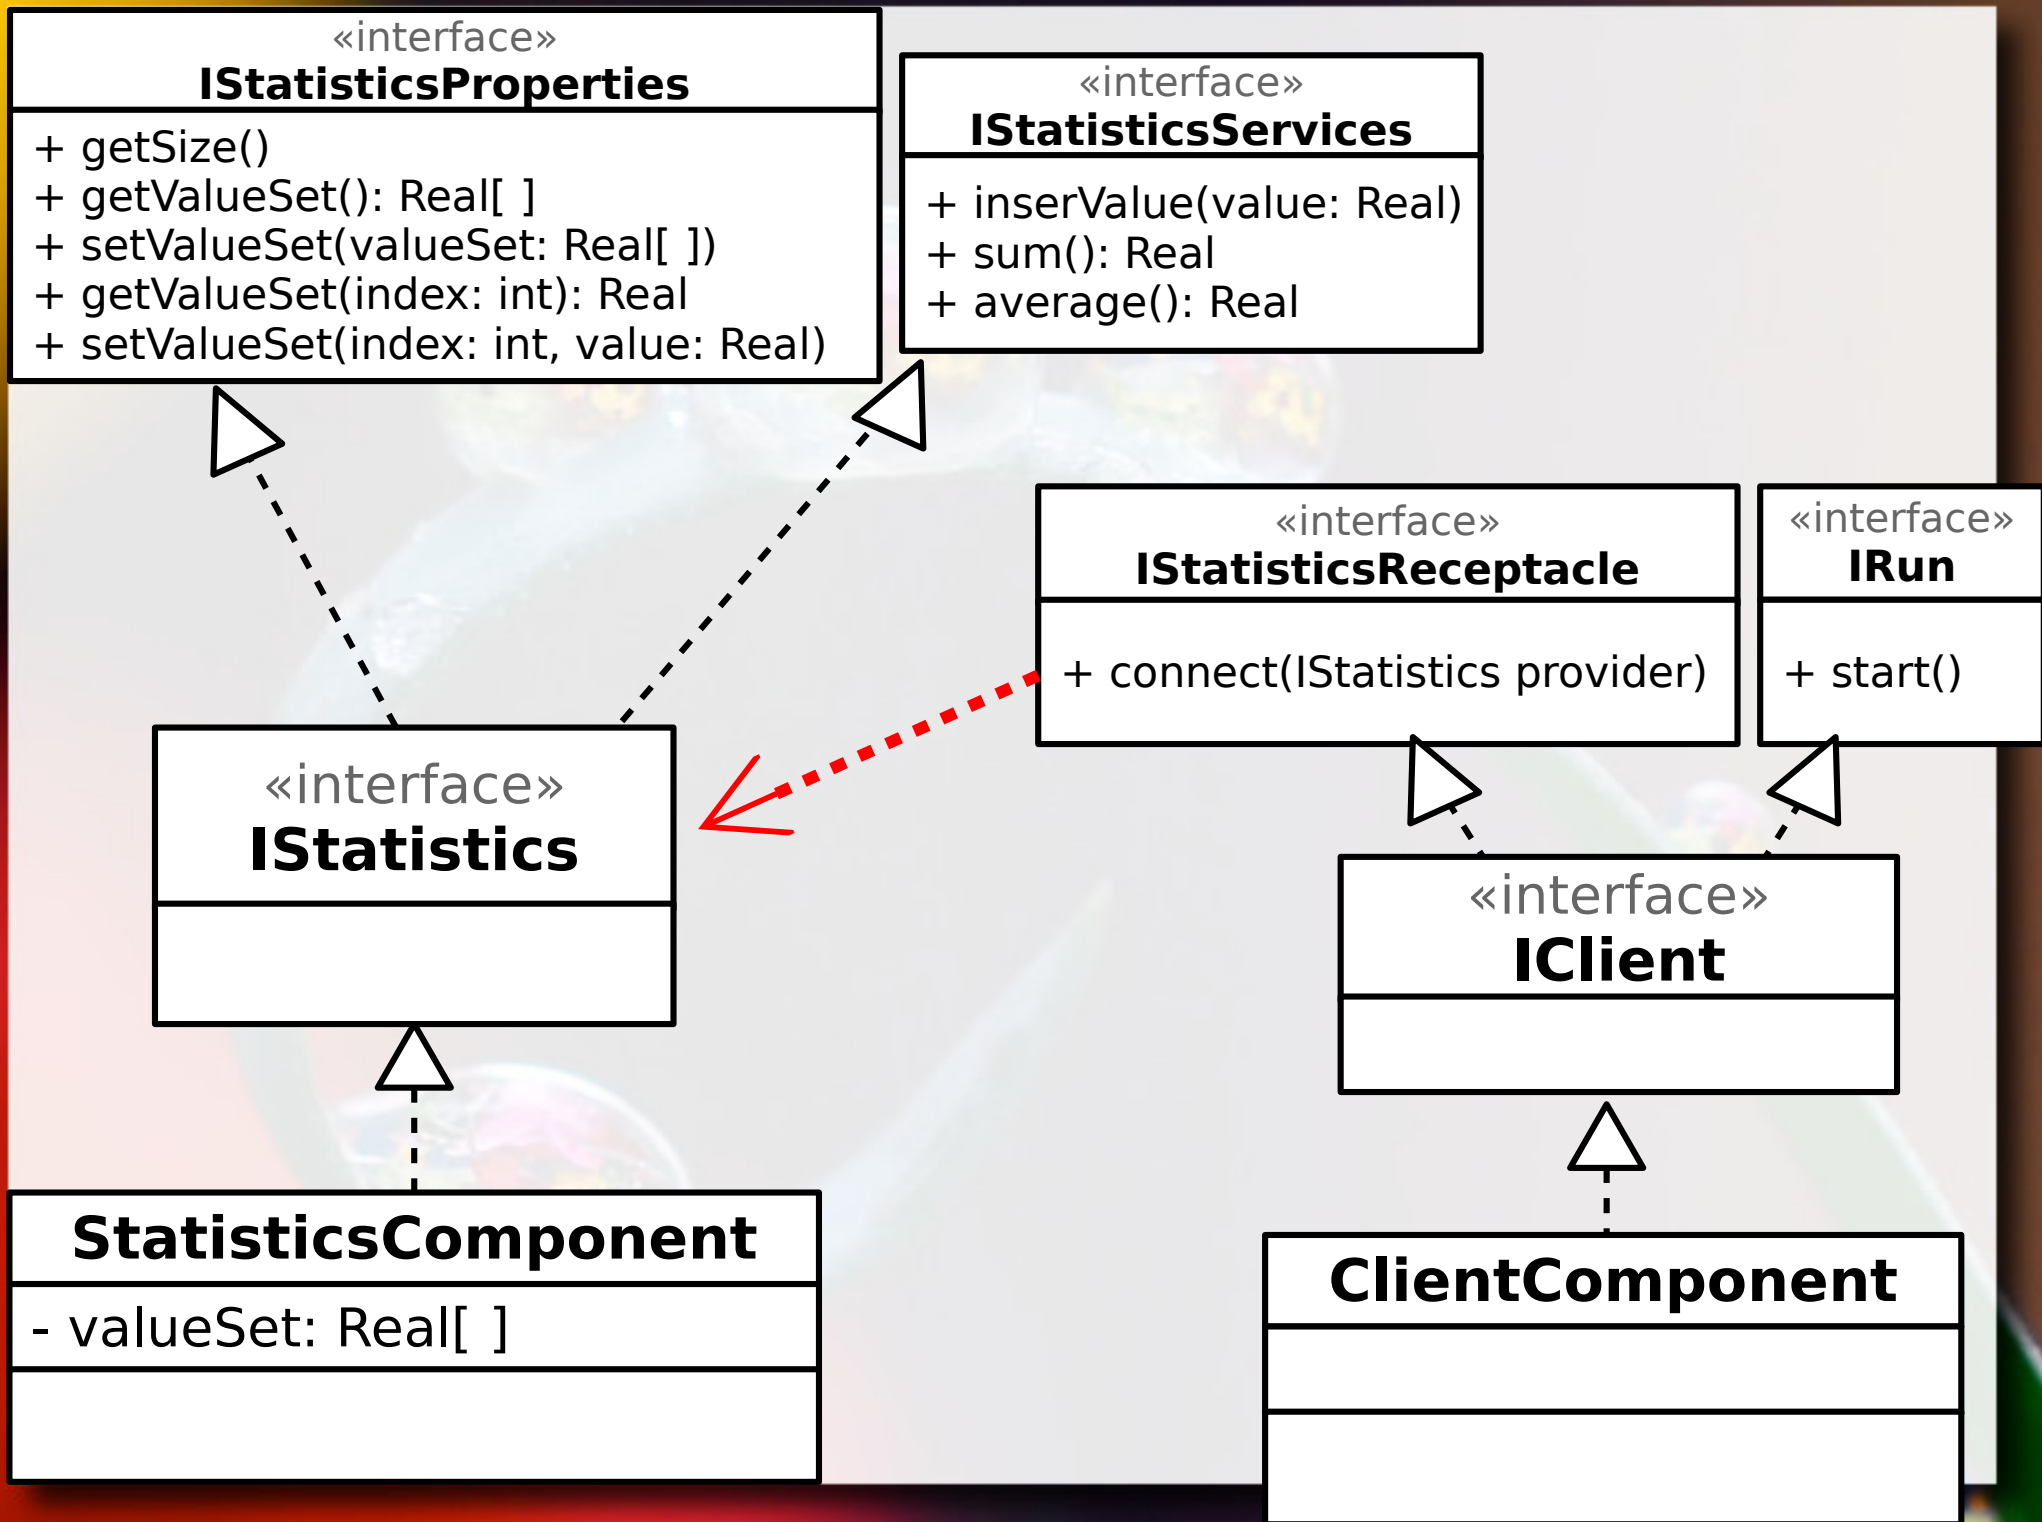 «interface»
IStatisticsProperties
+ getSize()
+ getValueSet(): Real[ ]
+ setValueSet(valueSet: Real[ ])
+ getValueSet(index: int): Real
+ setValueSet(index: int, value: Real)
«interface»
IStatisticsServices
+ inserValue(value: Real)
+ sum(): Real
+ average(): Real
«interface»
IStatisticsReceptacle
+ connect(IStatistics provider)
«interface»
IRun
+ start()
«interface»
IStatistics
«interface»
IClient
StatisticsComponent
- valueSet: Real[ ]
ClientComponent